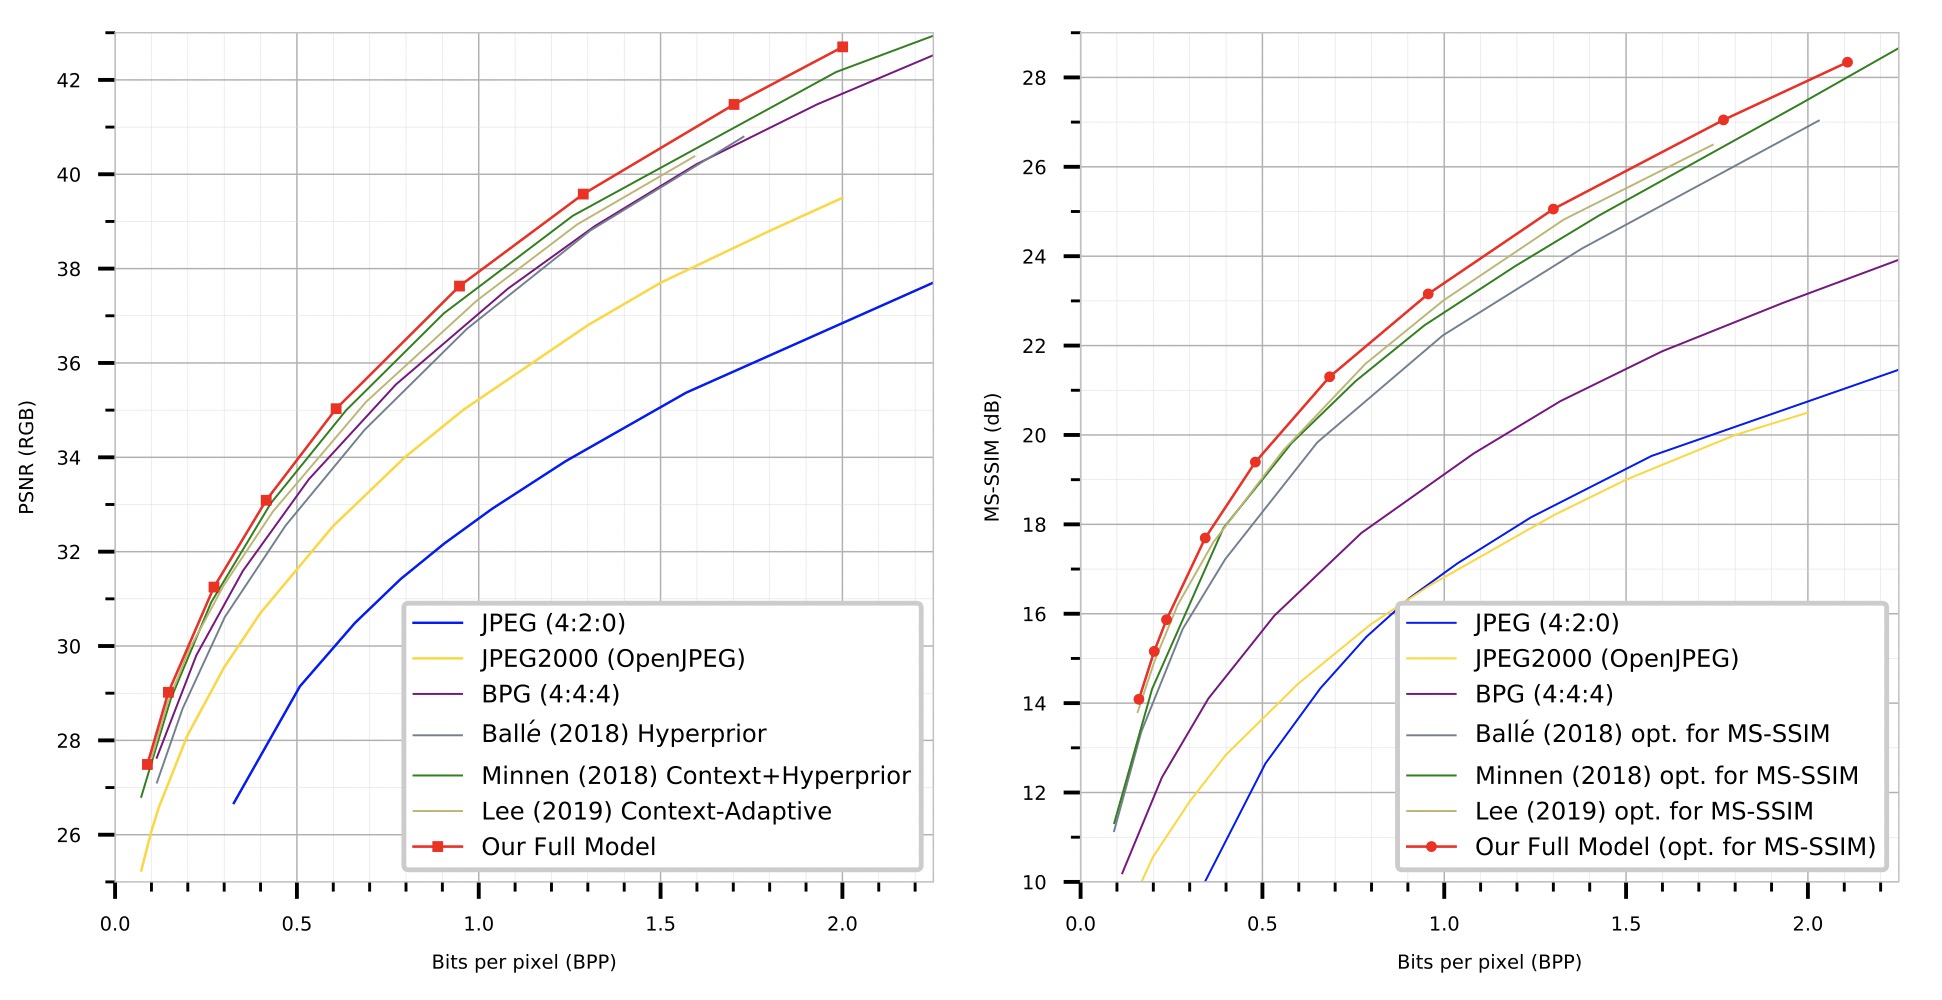 42
40
38
36
34
32
30
28
26
PSNR (RGB)
0.0 0.5 1.0 1.5 2.0
Bits per pixel (BPP)
JPEG (4:2:0)
JPEG2000 (OpenJPEG)
BPG (4:4:4)
Ballé (2018) Hyperprior
Minnen (2018) Context+Hyperprior
Lee (2019) Context-Adaptive
Our Full Model
28
26
24
22
20
18
16
14
12
10
MS-SSIM (dB)
0.0 0.5 1.0 1.5 2.0
Bits per pixel (BPP)
JPEG (4:2:0)
JPEG2000 (OpenJPEG)
BPG (4:4:4)
Ballé (2018) opt. for MS-SSIM
Minnen (2018) opt. for MS-SSIM
Lee (2019) opt. for MS-SSIM
Our Full Model (opt. for MS-SSIM)